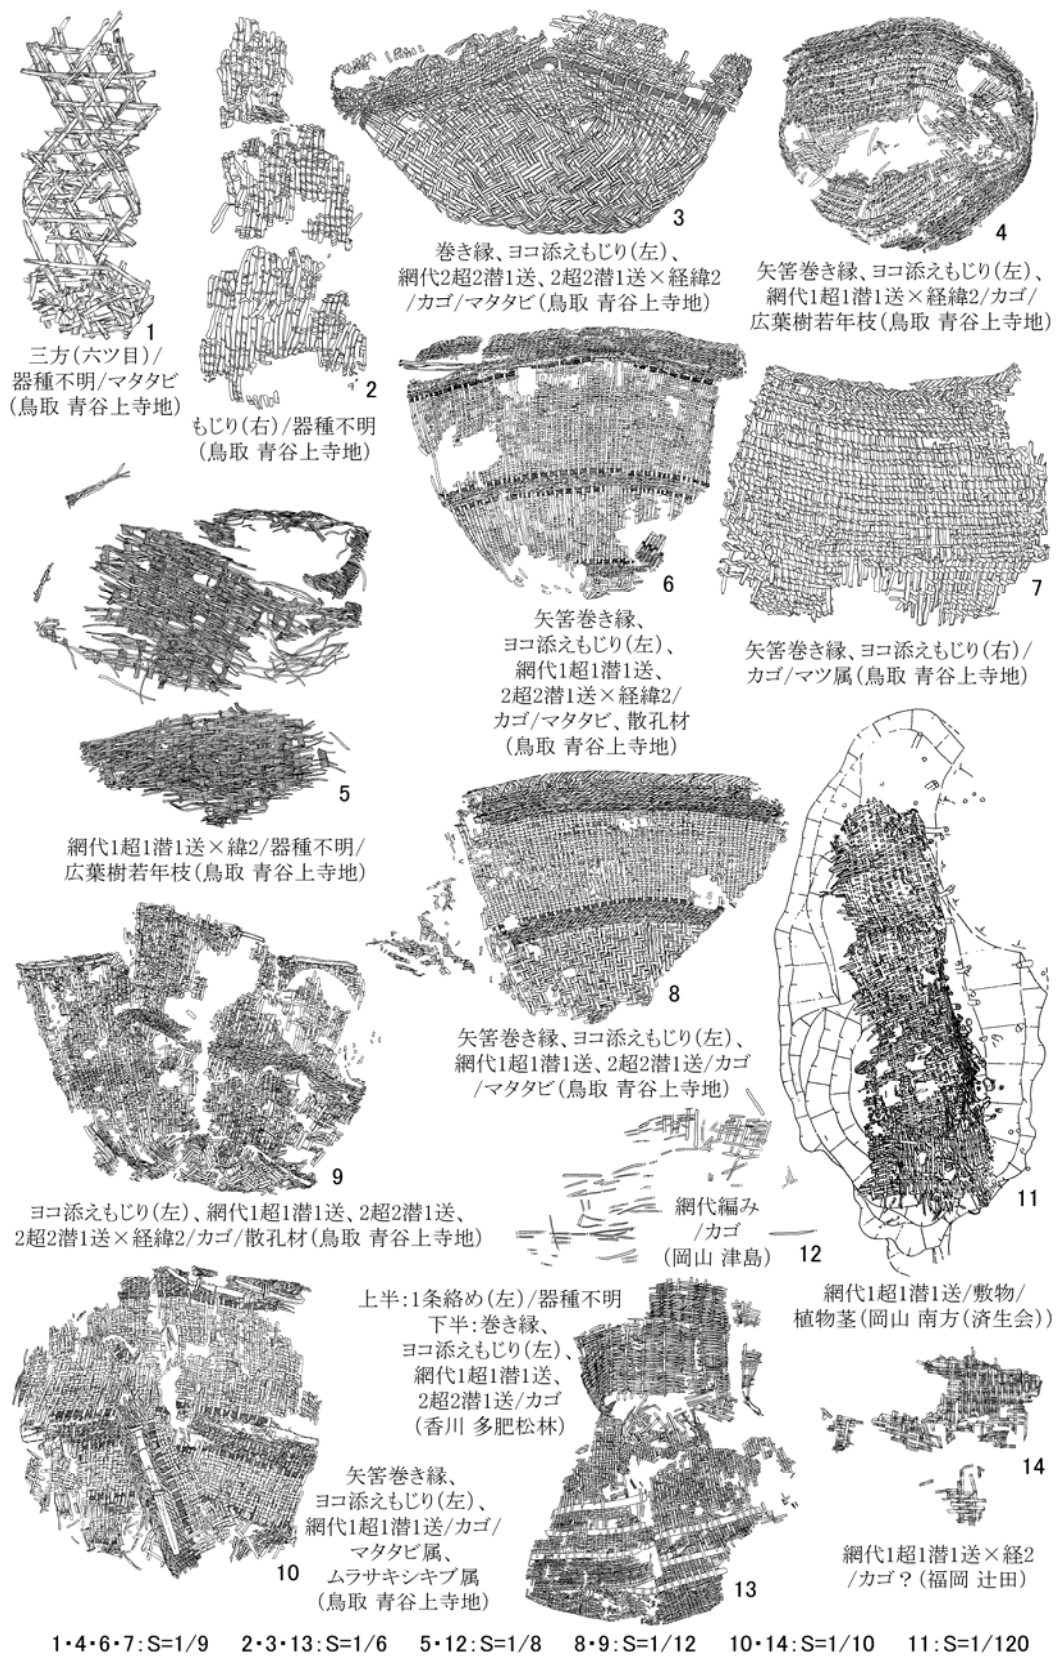 1
三方(六ツ目)/
器種不明/マタタビ
(鳥取 青谷上寺地)
2
もじり(右)/器種不明
(鳥取 青谷上寺地)
3
巻き縁、ヨコ添えもじり(左)、
網代2超2潜1送、2超2潜1送×経緯2
/カゴ/マタタビ(鳥取 青谷上寺地)
4
矢筈巻き縁、ヨコ添えもじり(左)、
網代1超1潜1送×経緯2/カゴ/
広葉樹若年枝(鳥取 青谷上寺地)
5
網代1超1潜1送×緯2/器種不明/
広葉樹若年枝(鳥取 青谷上寺地)
6
矢筈巻き縁、
ヨコ添えもじり(左)、
網代1超1潜1送、
2超2潜1送×経緯2/
カゴ/マタタビ、散孔材
(鳥取 青谷上寺地)
7
矢筈巻き縁、ヨコ添えもじり(右)/
カゴ/マツ属(鳥取 青谷上寺地)
8
矢筈巻き縁、ヨコ添えもじり(左)、
網代1超1潜1送、2超2潜1送/カゴ
/マタタビ(鳥取 青谷上寺地)
9
ヨコ添えもじり(左)、網代1超1潜1送、2超2潜1送、
2超2潜1送×経緯2/カゴ/散孔材(鳥取 青谷上寺地)
10
矢筈巻き縁、
ヨコ添えもじり(左)、
網代1超1潜1送/カゴ/
マタタビ属、
ムラサキシキブ属
(鳥取 青谷上寺地)
11
網代1超1潜1送/敷物/
植物茎(岡山 南方(済生会))
12
網代編み
/カゴ
(岡山 津島)
上半:1条絡め(左)/器種不明
下半:巻き縁、
ヨコ添えもじり(左)、
網代1超1潜1送、
2超2潜1送/カゴ
(香川 多肥松林)
13
14
網代1超1潜1送×経2
/カゴ?(福岡 辻田)
1・4・6・7:S=1/9 2・3・13:S=1/6 5・12:S=1/8 8・9:S=1/12 10・14:S=1/10 11:S=1/120